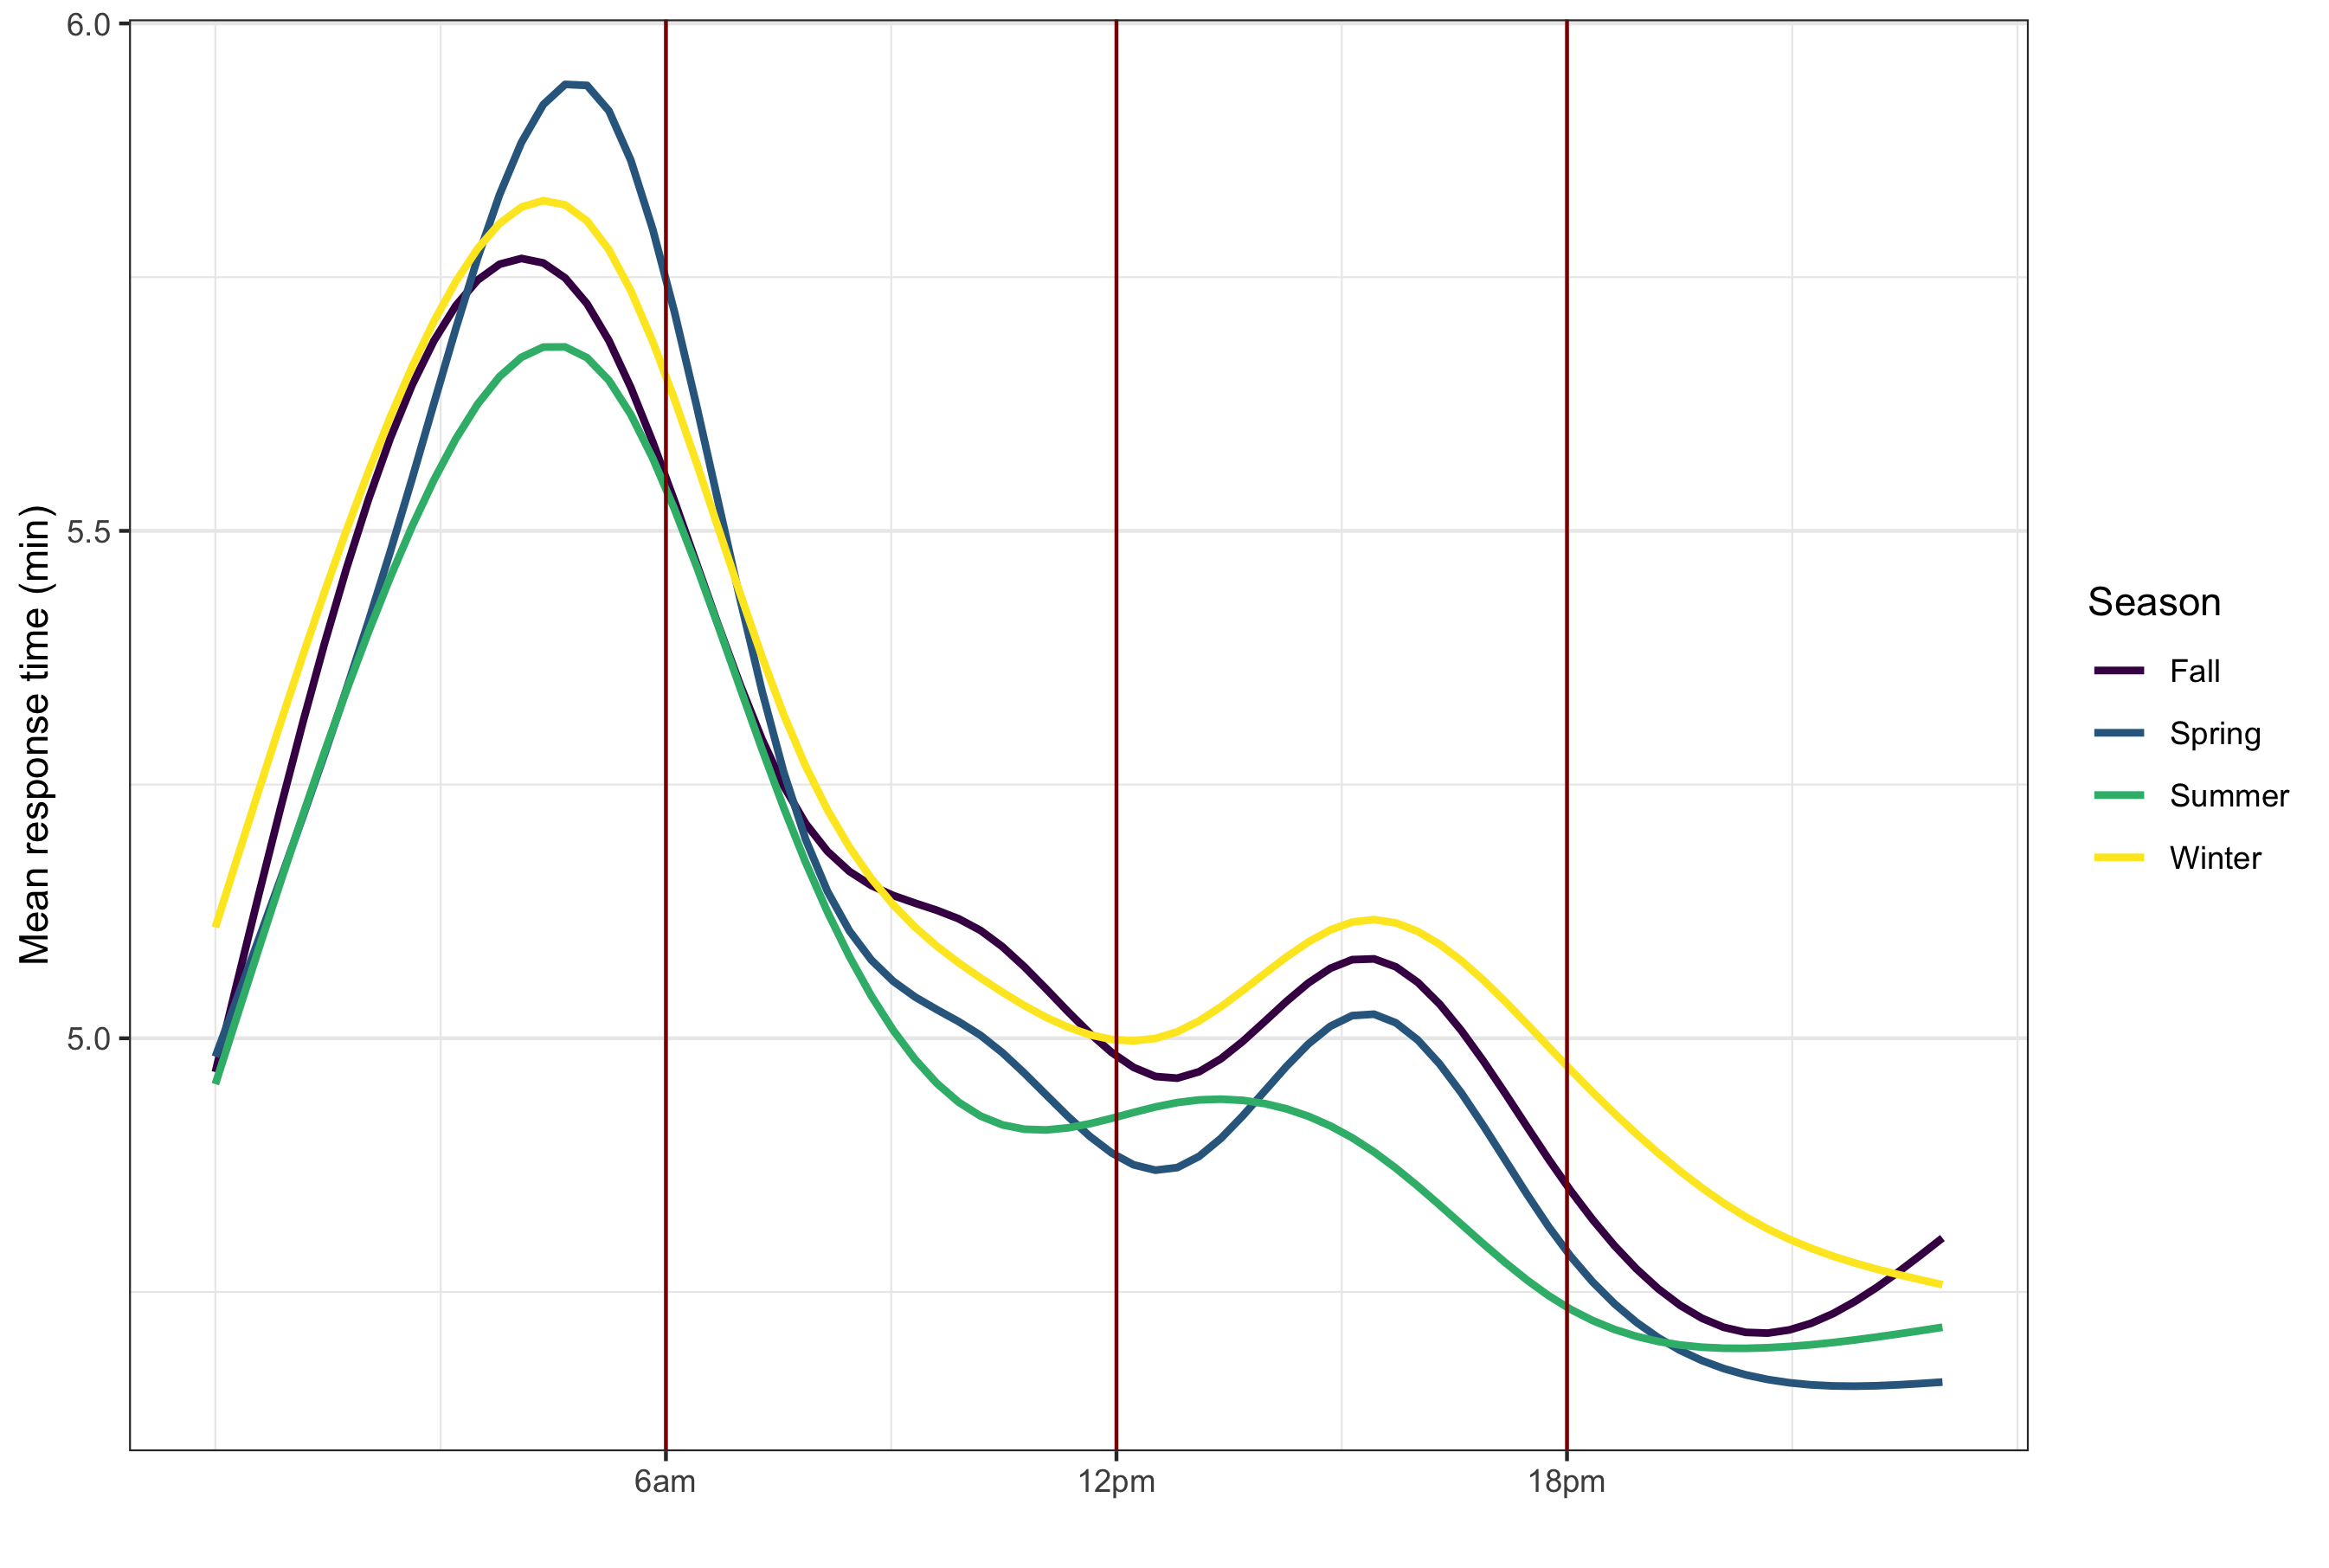 6.0
5.5
5.0
Mean response time (min)
6am
12pm
18pm
Season
Fall
Spring
Summer
Winter